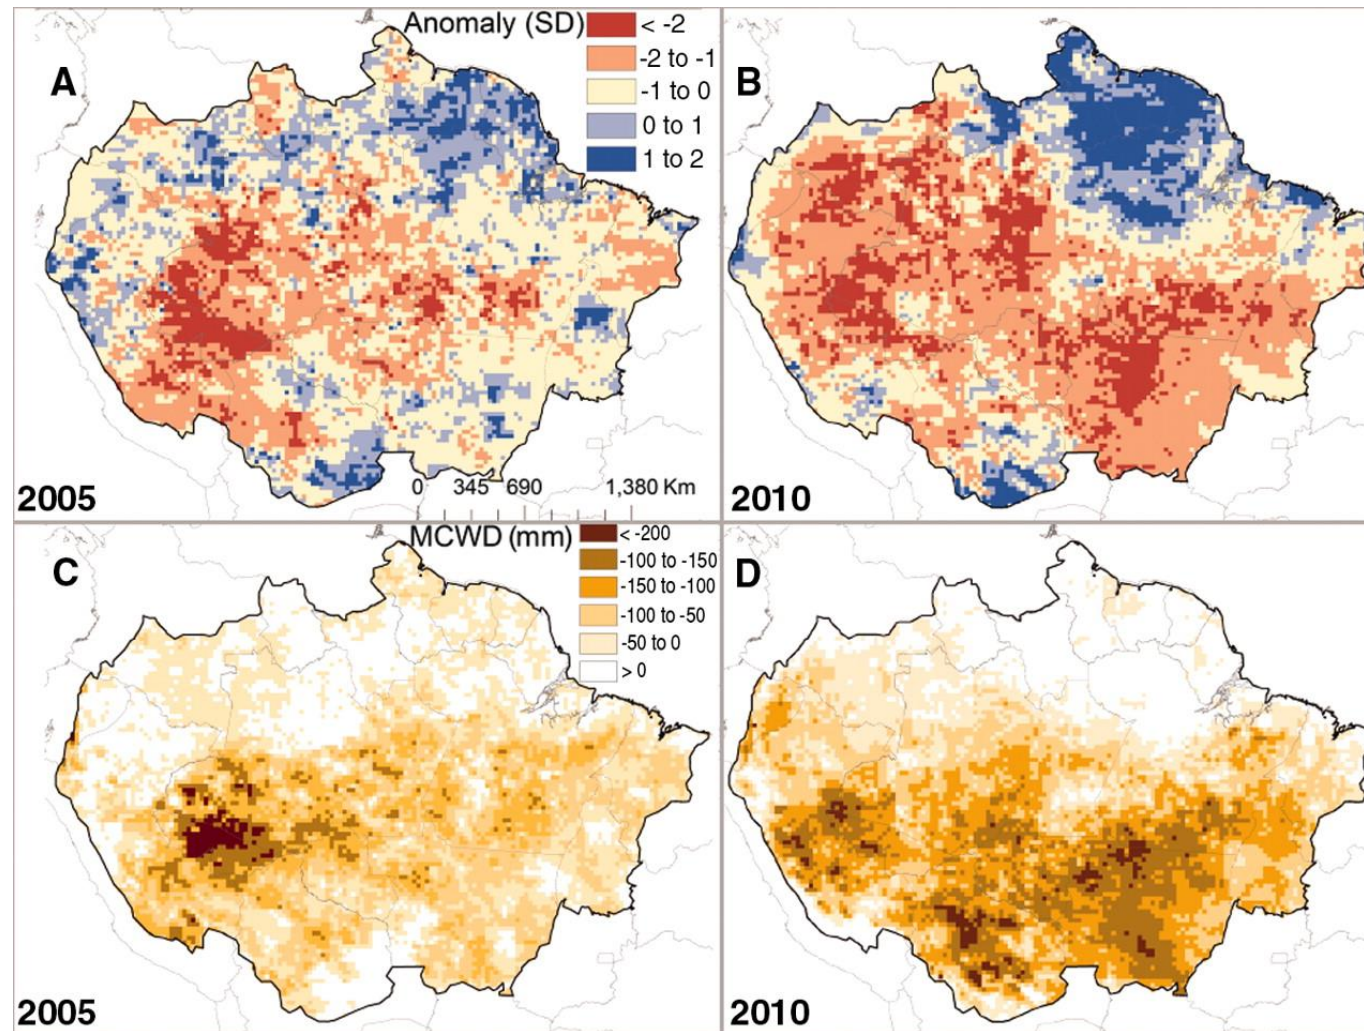 Anomaly (SD)
< -2
-2 to -1
-1 to 0
0 to 1
1 to 2
A
2005
0 345 690 1,380 Km
B
2010
MCWD (mm)
< -200
-100 to -150
-150 to -100
-100 to -50
-50 to 0
> 0
C
2005
D
2010